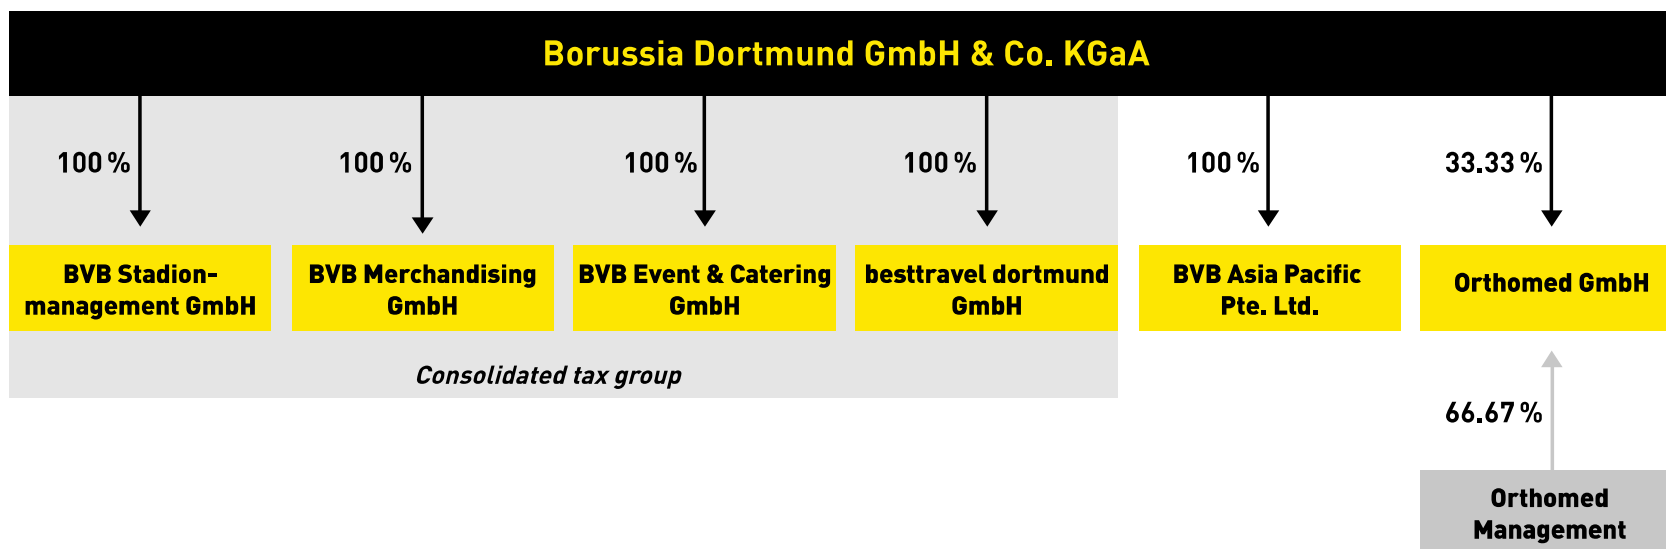 Borussia Dortmund GmbH & Co. KGaA
100 %
100 %
100 %
100 %
100 %
33.33 %
BVB Stadion-
management GmbH
BVB Merchandising
GmbH
BVB Event & Catering
GmbH
besttravel dortmund
GmbH
BVB Asia Pacific
Pte. Ltd.
Orthomed GmbH
Consolidated tax group
66.67 %
Orthomed
Management